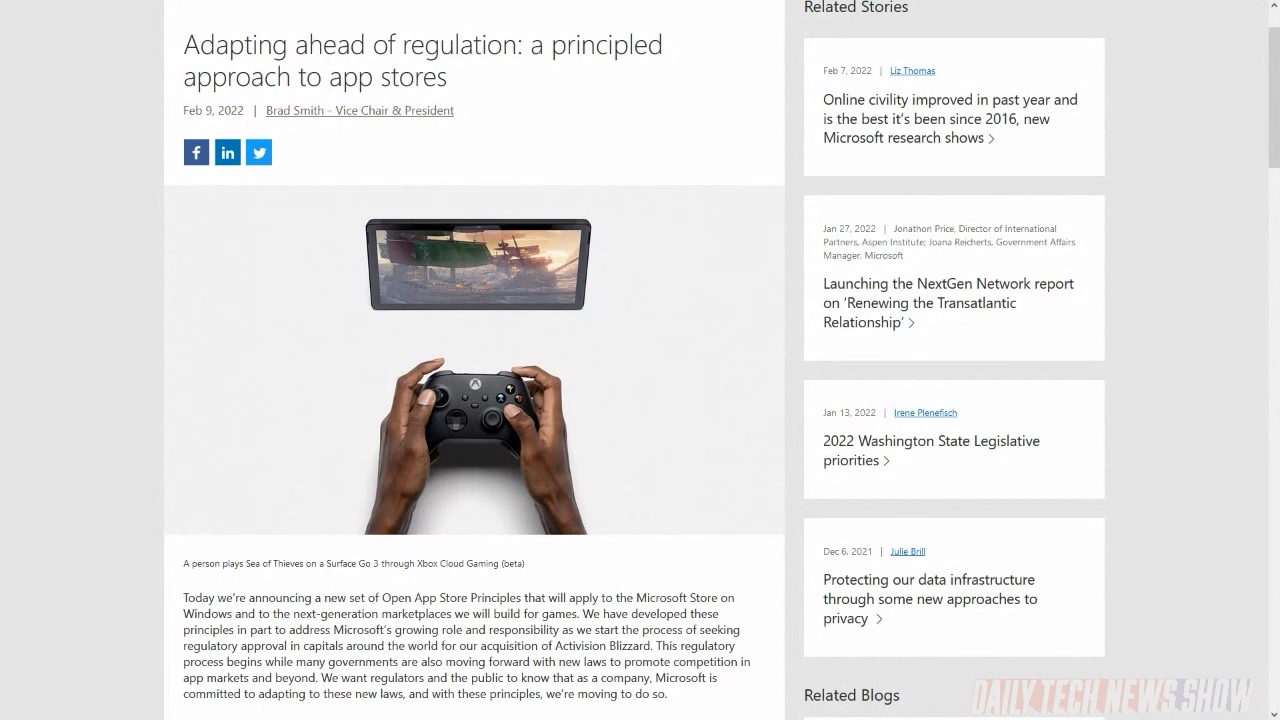 Adapting ahead of regulation: a principled
approach to app stores
Feb 9, 2022 | Brad Smith - Vice Chair & President
f in
A person plays Sea of Thieves on a Surface Go 3 through Xbox Cloud Gaming (beta)
Today we're announcing a new set of Open App Store Principles that will apply to the Microsoft Store on
Windows and to the next-generation marketplaces we will build for games. We have developed these
principles in part to address Microsoft's growing role and responsibility as we start the process of seeking
regulatory approval in capitals around the world for our acquisition of Activision Blizzard. This regulatory
process begins while many governments are also moving forward with new laws to promote competition in
app markets and beyond. We want regulators and the public to know that as a company, Microsoft is
committed to adapting to these new laws, and with these principles, we're moving to do so.
Related Stories
Feb 7, 2022 | Liz Thomas
Online civility improved in past year and
is the best it's been since 2016, new
Microsoft research shows >
Jan 27, 2022 | Jonathon Price, Director of International
Partners, Aspen Institute; Joana Reicherts, Government Affairs
Manager, Microsoft
Launching the NextGen Network report
on 'Renewing the Transatlantic
Relationship' >
Jan 13, 2022 | Irene Plenefisch
2022 Washington State Legislative
priorities >
Dec 6, 2021 | Julie Brill
Protecting our data infrastructure
through some new approaches to
privacy >
Related Blogs
DAILY TECH NEWS SHOW